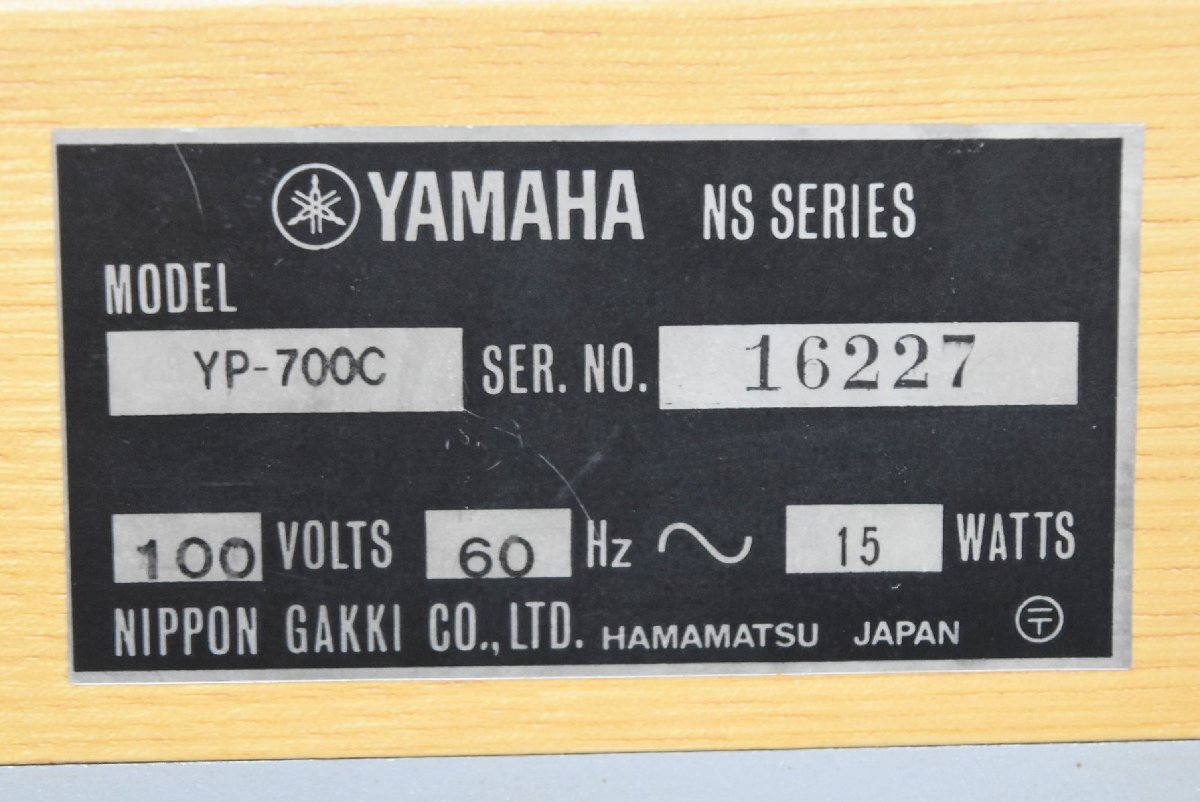 YAMAHA NS SERIES
MODEL
YP-700C SER. NO. 16227
100 VOLTS 60 Hz ~ 15 WATTS
NIPPON GAKKI CO., LTD. HAMAMATSU JAPAN 〶